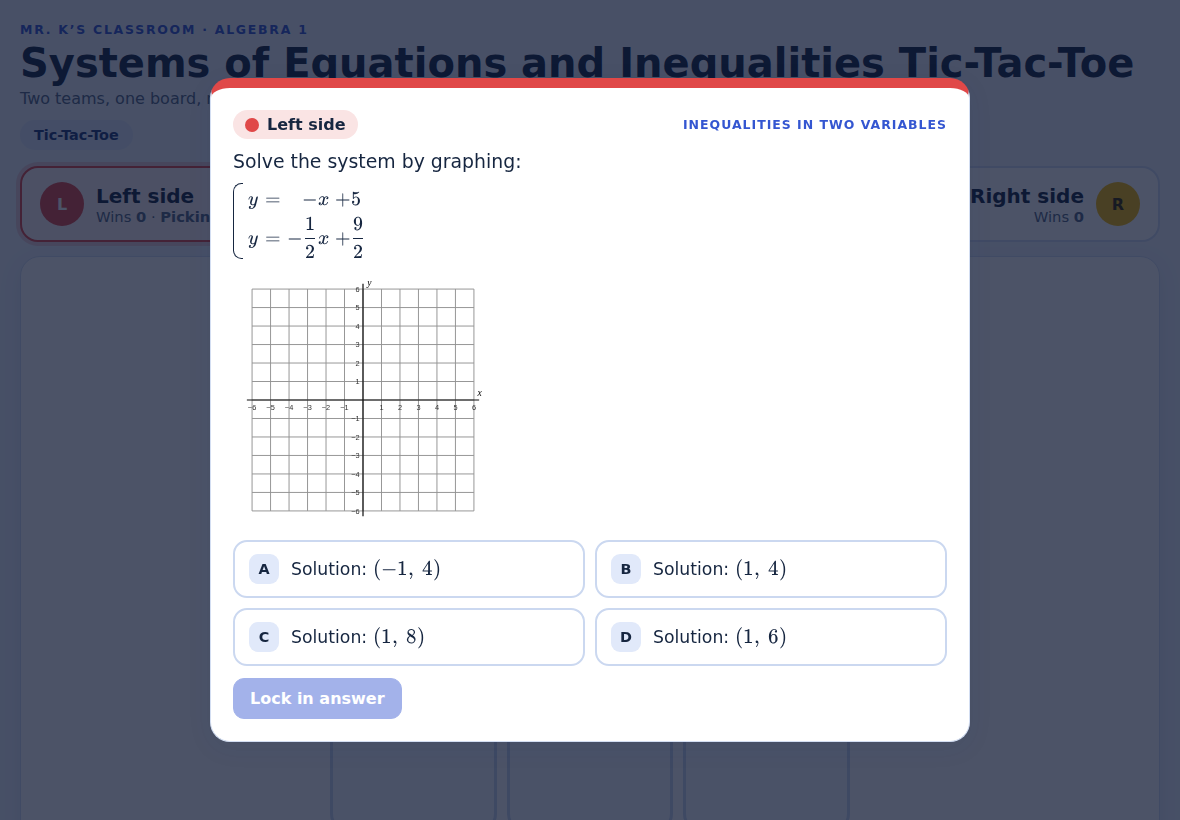 MR. K'S CLASSROOM · ALGEBRA 1
Systems of Equations and Inequalities Tic-Tac-Toe
Two teams, one board,
Tic-Tac-Toe
L
Left side
Wins 0 · Pickin
Right side
Wins 0
R
Left side
INEQUALITIES IN TWO VARIABLES
Solve the system by graphing:
y = −x +5
y = −1/2x +9/2
y
6
5
4
3
2
1
x
−6 −5 −4 −3 −2 −1 1 2 3 4 5 6
−1
−2
−3
−4
−5
−6
A Solution: (−1, 4)
B Solution: (1, 4)
C Solution: (1, 8)
D Solution: (1, 6)
Lock in answer